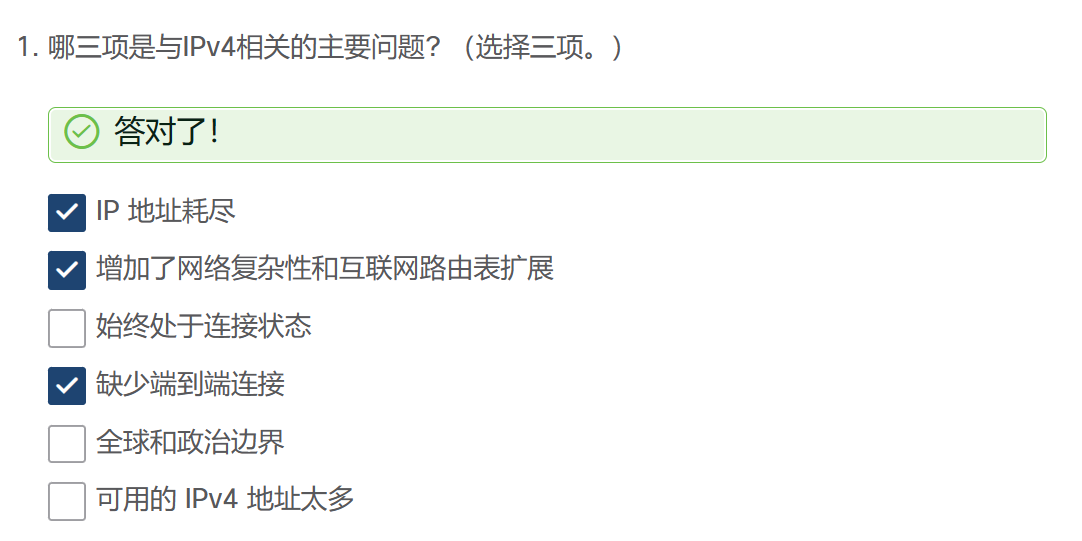 1. 哪三项是与IPv4相关的主要问题？（选择三项。）
答对了！
IP 地址耗尽
增加了网络复杂性和互联网路由表扩展
始终处于连接状态
缺少端到端连接
全球和政治边界
可用的 IPv4 地址太多